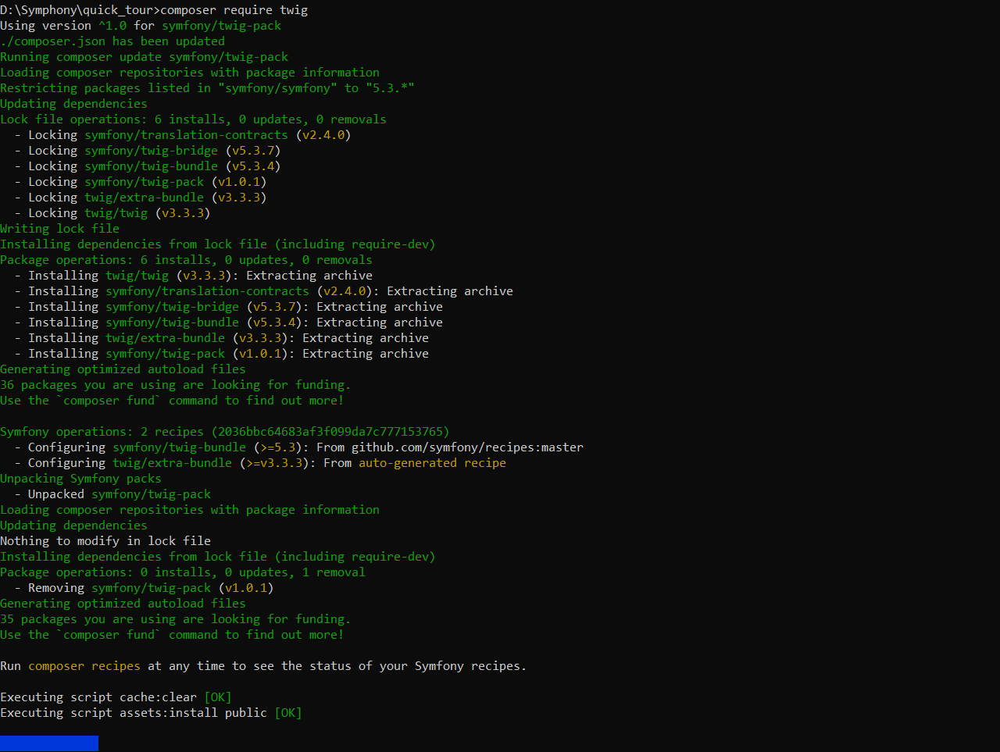 D:\Symphony\quick_tour>composer require twig
Using version ^1.0 for symfony/twig-pack
./composer.json has been updated
Running composer update symfony/twig-pack
Loading composer repositories with package information
Restricting packages listed in "symfony/symfony" to "5.3.*"
Updating dependencies
Lock file operations: 6 installs, 0 updates, 0 removals
  - Locking symfony/translation-contracts (v2.4.0)
  - Locking symfony/twig-bridge (v5.3.7)
  - Locking symfony/twig-bundle (v5.3.4)
  - Locking symfony/twig-pack (v1.0.1)
  - Locking twig/extra-bundle (v3.3.3)
  - Locking twig/twig (v3.3.3)
Writing lock file
Installing dependencies from lock file (including require-dev)
Package operations: 6 installs, 0 updates, 0 removals
  - Installing twig/twig (v3.3.3): Extracting archive
  - Installing symfony/translation-contracts (v2.4.0): Extracting archive
  - Installing symfony/twig-bridge (v5.3.7): Extracting archive
  - Installing symfony/twig-bundle (v5.3.4): Extracting archive
  - Installing twig/extra-bundle (v3.3.3): Extracting archive
  - Installing symfony/twig-pack (v1.0.1): Extracting archive
Generating optimized autoload files
36 packages you are using are looking for funding.
Use the `composer fund` command to find out more!
Symfony operations: 2 recipes (2036bbc64683af3f099da7c777153765)
  - Configuring symfony/twig-bundle (>=5.3): From github.com/symfony/recipes:master
  - Configuring twig/extra-bundle (>=v3.3.3): From auto-generated recipe
Unpacking Symfony packs
  - Unpacked symfony/twig-pack
Loading composer repositories with package information
Updating dependencies
Nothing to modify in lock file
Installing dependencies from lock file (including require-dev)
Package operations: 0 installs, 0 updates, 1 removal
  - Removing symfony/twig-pack (v1.0.1)
Generating optimized autoload files
35 packages you are using are looking for funding.
Use the `composer fund` command to find out more!
Run composer recipes at any time to see the status of your Symfony recipes.
Executing script cache:clear [OK]
Executing script assets:install public [OK]